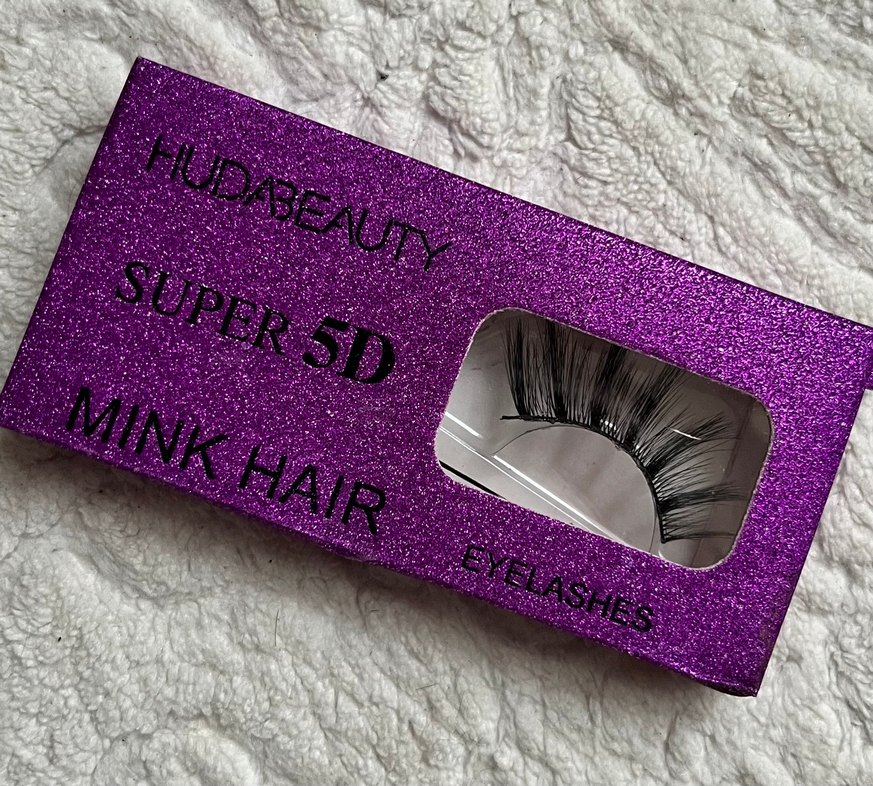 HUDABEAUTY
SUPER 5D
MINK HAIR
EYELASHES